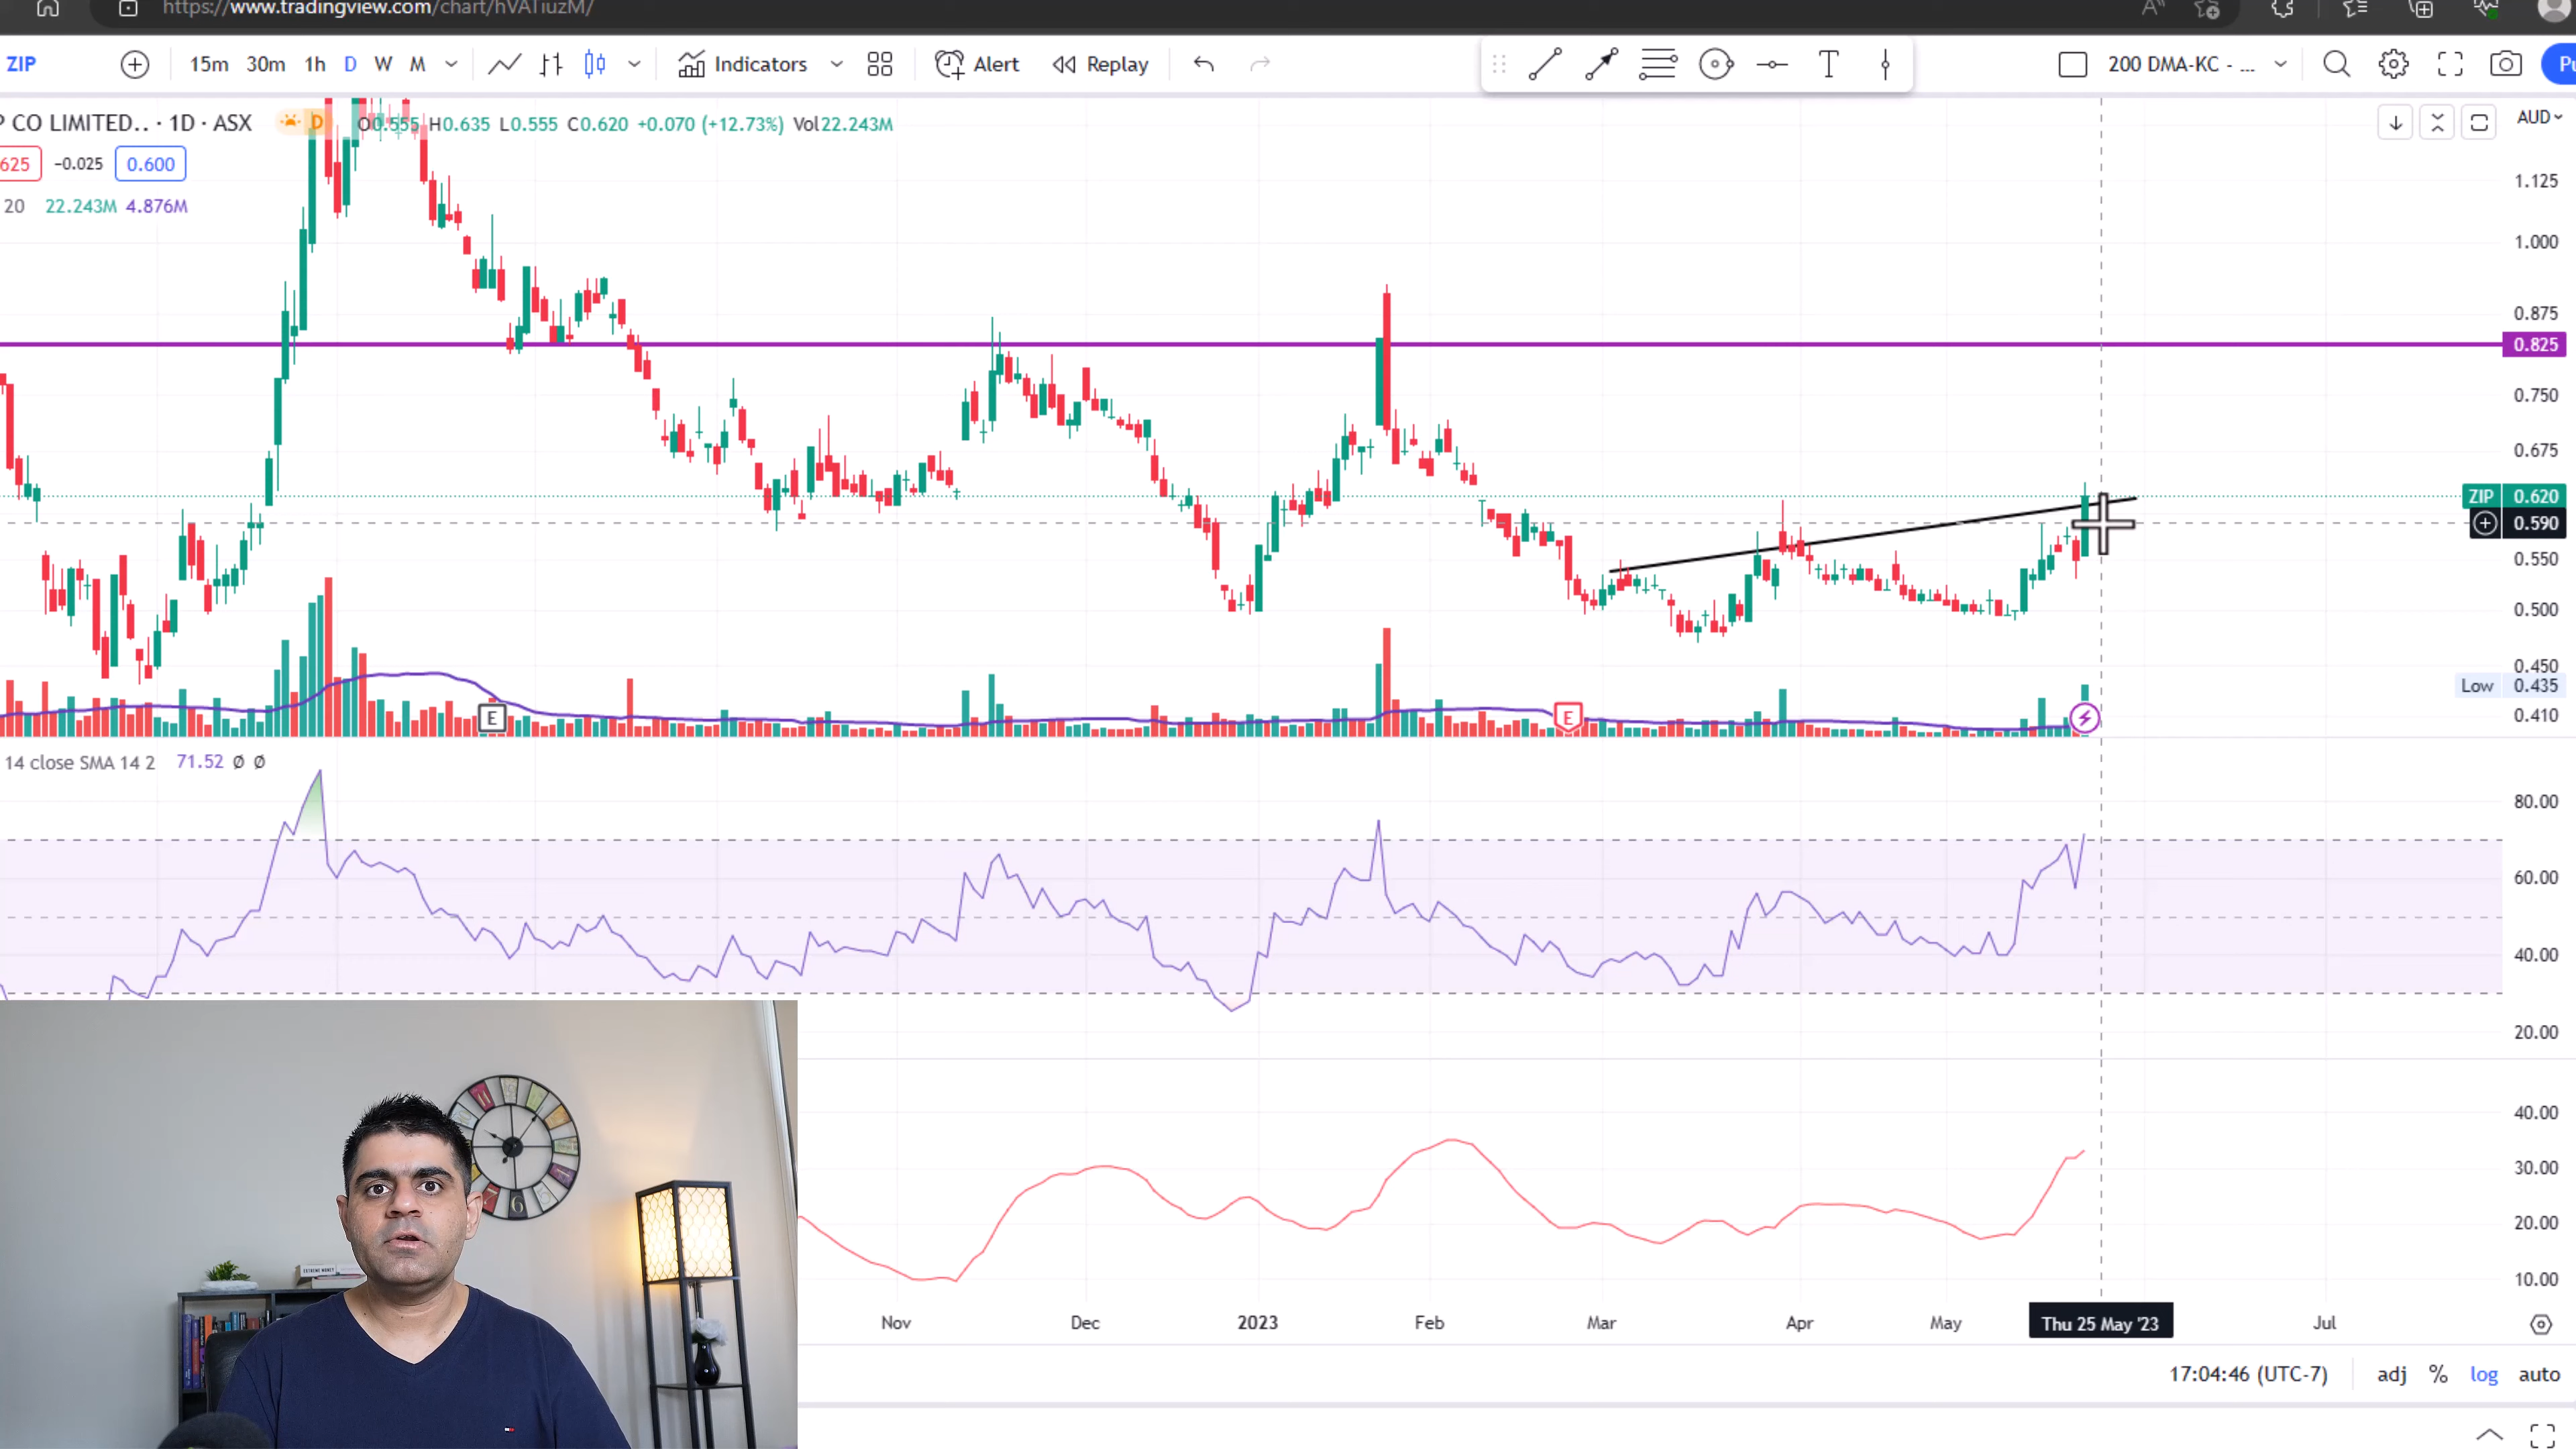 https://www.tradingview.com/chart/hVATiuzM/
ZIP 15m 30m 1h D W M Indicators Alert Replay T 200 DMA-KC - ...
P CO LIMITED.. · 1D · ASX D O0.555 H0.635 L0.555 C0.620 +0.070 (+12.73%) Vol22.243M AUD
625 −0.025 0.600
20 22.243M 4.876M
1.125
1.000
0.875
0.825
0.750
0.675
ZIP 0.620
0.590
0.550
0.500
0.450
Low 0.435
0.410
E E
14 close SMA 14 2 71.52 Ø Ø
80.00
60.00
40.00
20.00
40.00
30.00
20.00
10.00
EXTREME MONEY
Nov Dec 2023 Feb Mar Apr May Thu 25 May '23 Jul
17:04:46 (UTC-7) adj % log auto